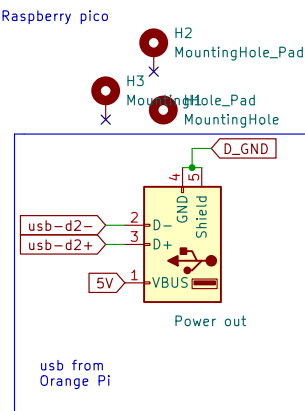 Raspberry pico
H2
MountingHole_Pad
H3
MountingHole_Pad
H1
MountingHole
D_GND
4
5
GND
Shield
usb-d2-
2
D-
usb-d2+
3
D+
5V
1
VBUS
Power out
usb from
Orange Pi